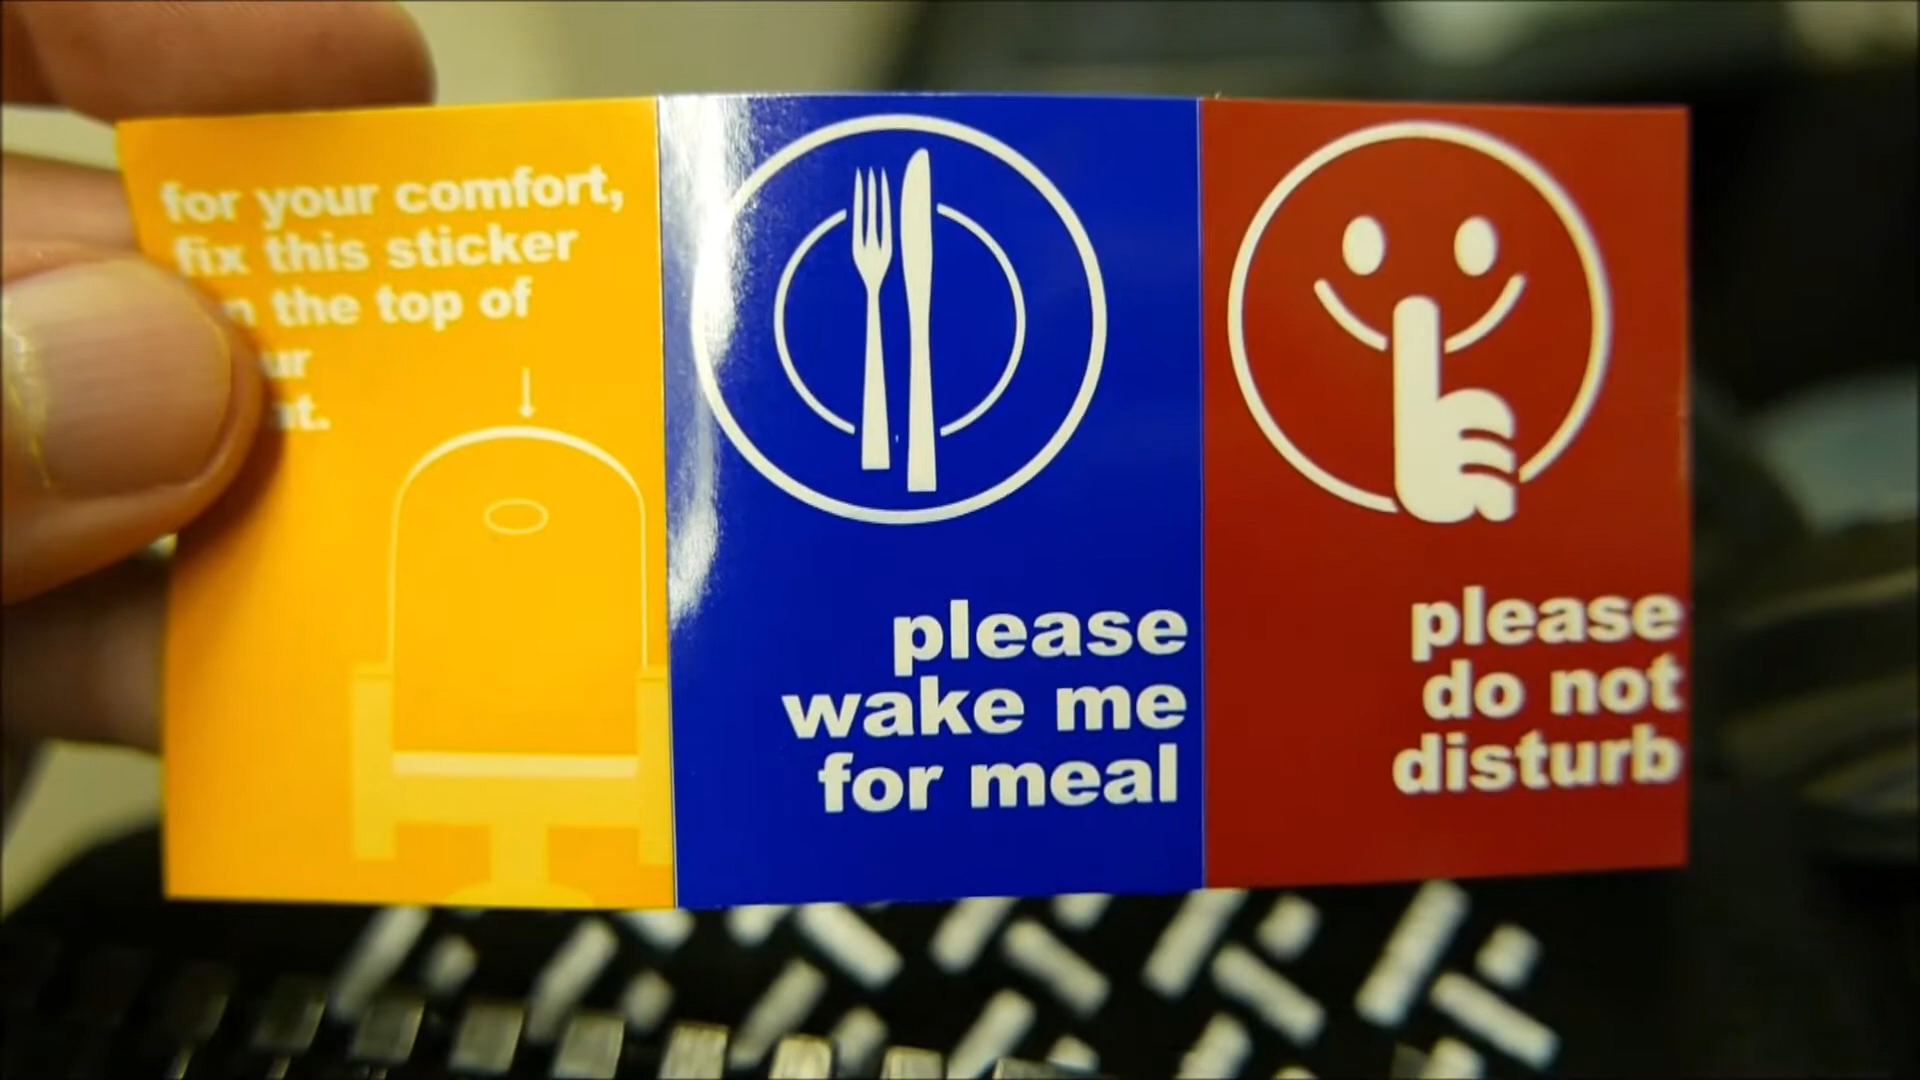 for your comfort,
fix this sticker
the top of
please
wake me
for meal
please
do not
disturb